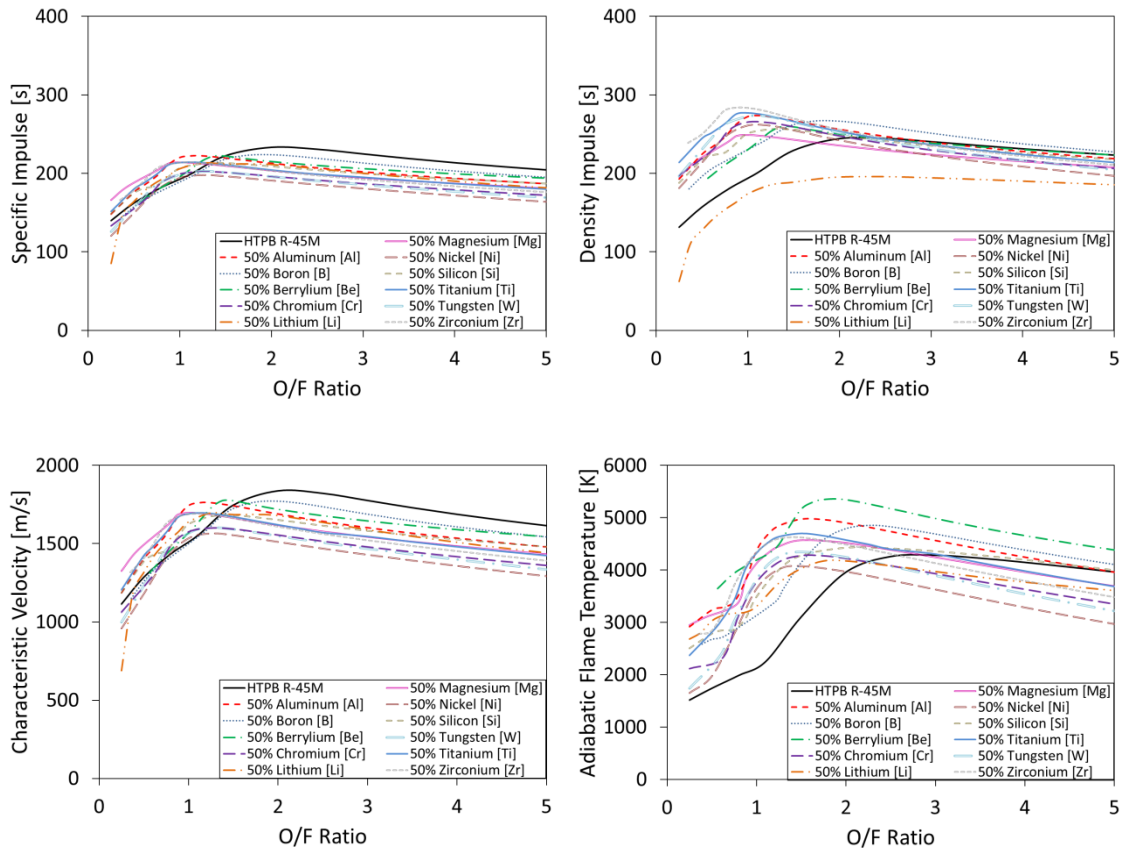 400
300
200
100
0
Specific Impulse [s]
HTPB R-45M 50% Magnesium [Mg]
50% Aluminum [Al] 50% Nickel [Ni]
50% Boron [B] 50% Silicon [Si]
50% Berrylium [Be] 50% Titanium [Ti]
50% Chromium [Cr] 50% Tungsten [W]
50% Lithium [Li] 50% Zirconium [Zr]
0 1 2 3 4 5
O/F Ratio
400
300
200
100
0
Density Impulse [s]
HTPB R-45M 50% Magnesium [Mg]
50% Aluminum [Al] 50% Nickel [Ni]
50% Boron [B] 50% Silicon [Si]
50% Berrylium [Be] 50% Titanium [Ti]
50% Chromium [Cr] 50% Tungsten [W]
50% Lithium [Li] 50% Zirconium [Zr]
0 1 2 3 4 5
O/F Ratio
2000
1500
1000
500
0
Characteristic Velocity [m/s]
HTPB R-45M 50% Magnesium [Mg]
50% Aluminum [Al] 50% Nickel [Ni]
50% Boron [B] 50% Silicon [Si]
50% Berrylium [Be] 50% Tungsten [W]
50% Chromium [Cr] 50% Titanium [Ti]
50% Lithium [Li] 50% Zirconium [Zr]
0 1 2 3 4 5
O/F Ratio
6000
5000
4000
3000
2000
1000
0
Adiabatic Flame Temperature [K]
HTPB R-45M 50% Magnesium [Mg]
50% Aluminum [Al] 50% Nickel [Ni]
50% Boron [B] 50% Silicon [Si]
50% Berrylium [Be] 50% Titanium [Ti]
50% Chromium [Cr] 50% Tungsten [W]
50% Lithium [Li] 50% Zirconium [Zr]
0 1 2 3 4 5
O/F Ratio